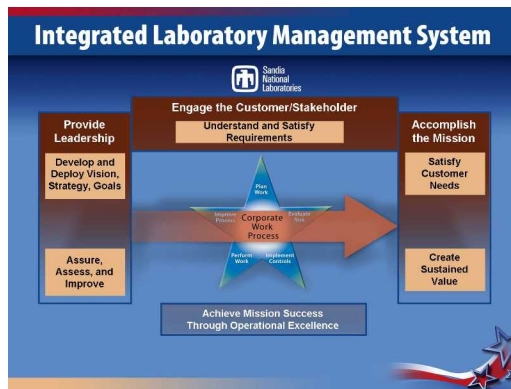 Integrated Laboratory Management System
Sandia
National
Laboratories
Engage the Customer/Stakeholder
Understand and Satisfy
Requirements
Provide
Leadership
Develop and
Deploy Vision,
Strategy, Goals
Assure,
Assess, and
Improve
Plan
Work
Improve
Process
Evaluate
Risk
Corporate
Work
Process
Perform
Work
Implement
Controls
Accomplish
the Mission
Satisfy
Customer
Needs
Create
Sustained
Value
Achieve Mission Success
Through Operational Excellence